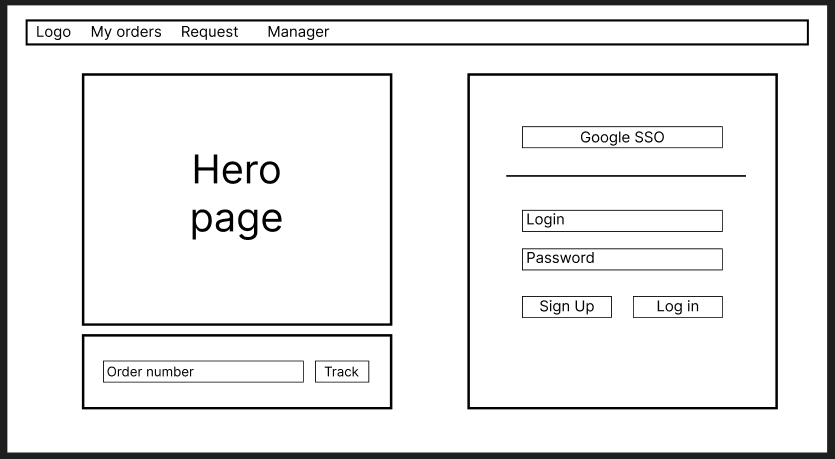 Logo My orders Request Manager
Hero
page
Order number Track
Google SSO
Login
Password
Sign Up Log in